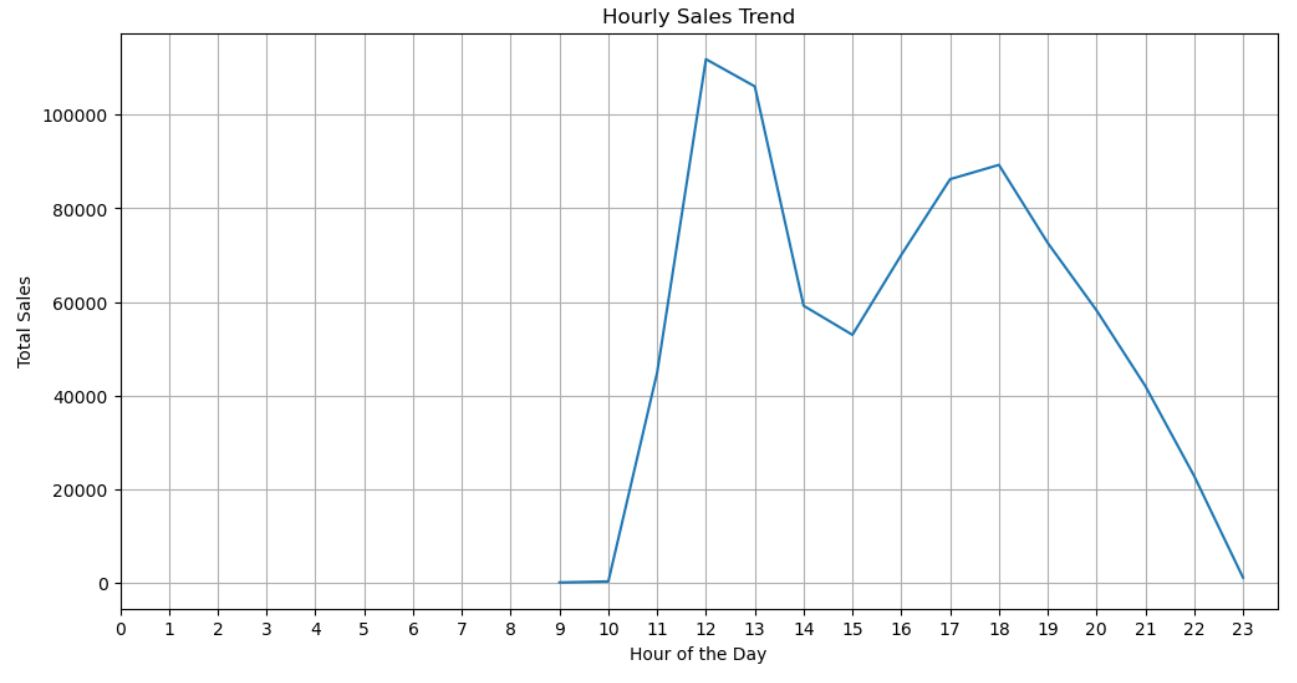 Hourly Sales Trend
Total Sales
100000
80000
60000
40000
20000
0
0 1 2 3 4 5 6 7 8 9 10 11 12 13 14 15 16 17 18 19 20 21 22 23
Hour of the Day